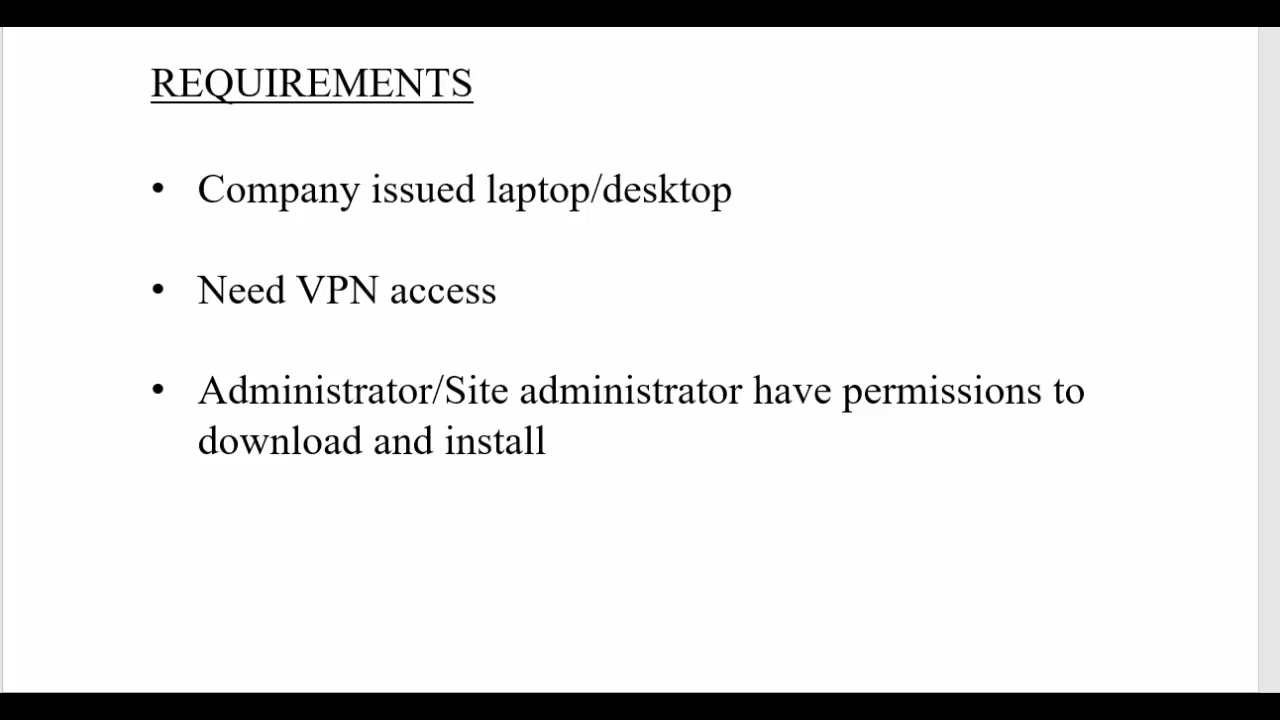 REQUIREMENTS
• Company issued laptop/desktop
• Need VPN access
• Administrator/Site administrator have permissions to
download and install